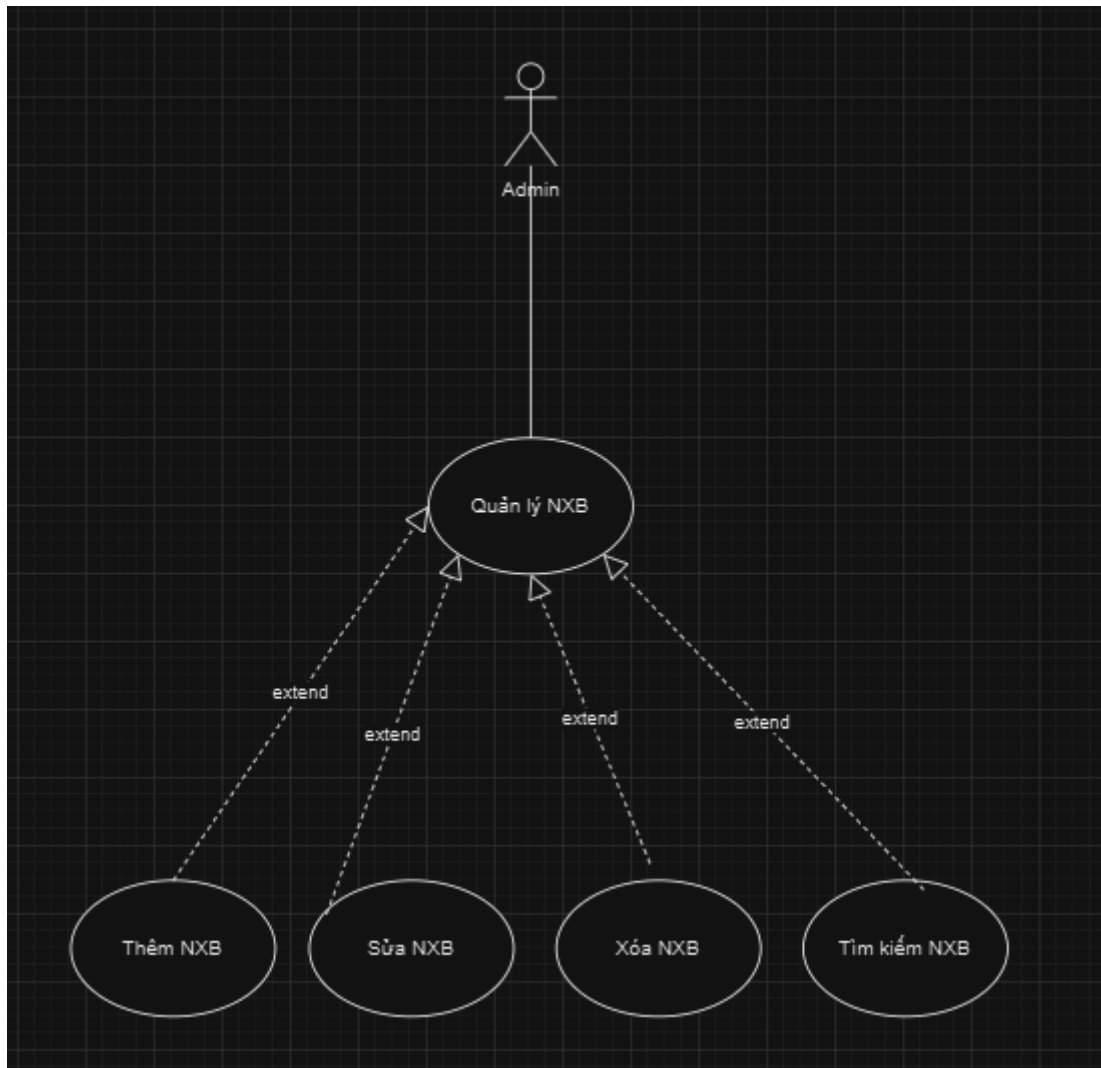 Admin
Quản lý NXB
extend
extend
extend
extend
Thêm NXB
Sửa NXB
Xóa NXB
Tìm kiếm NXB